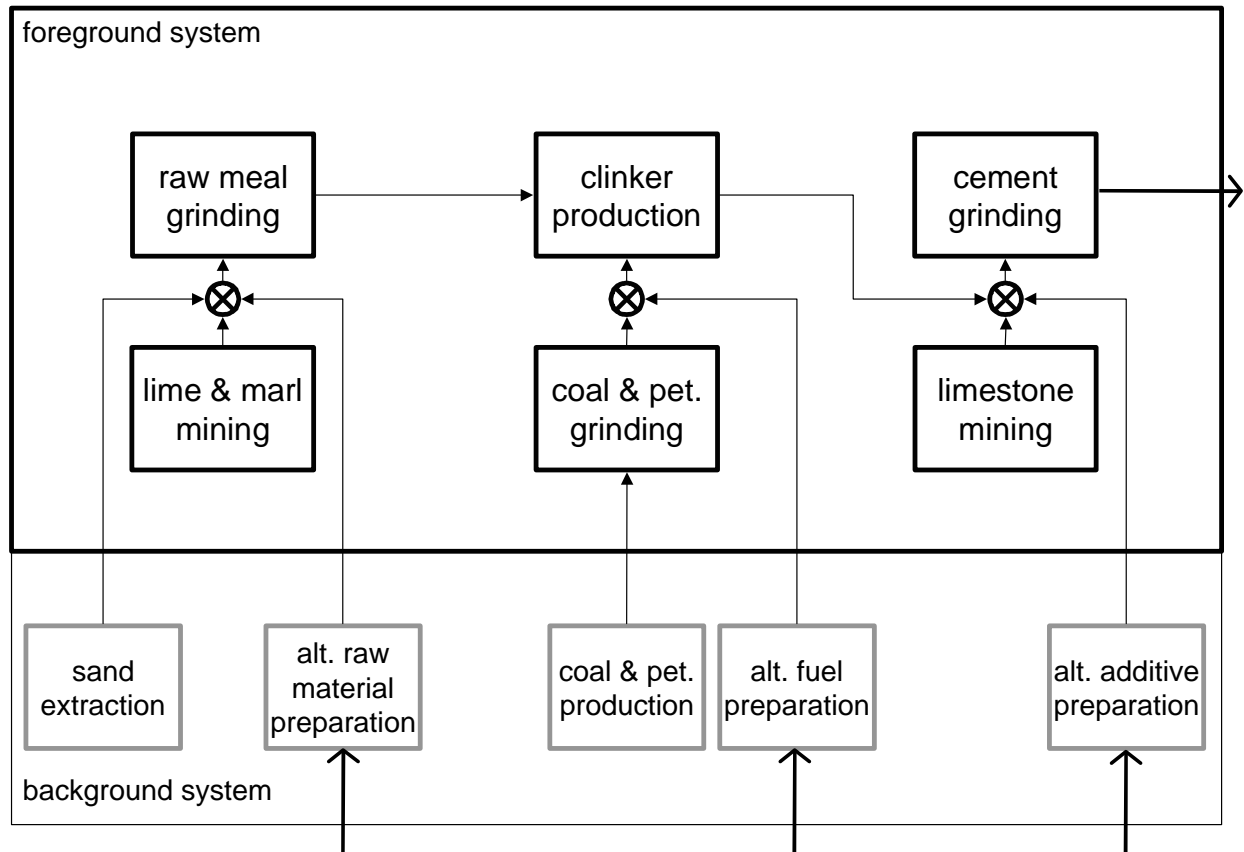 foreground system
raw meal
grinding
clinker
production
cement
grinding
lime & marl
mining
coal & pet.
grinding
limestone
mining
sand
extraction
alt. raw
material
preparation
coal & pet.
production
alt. fuel
preparation
alt. additive
preparation
background system